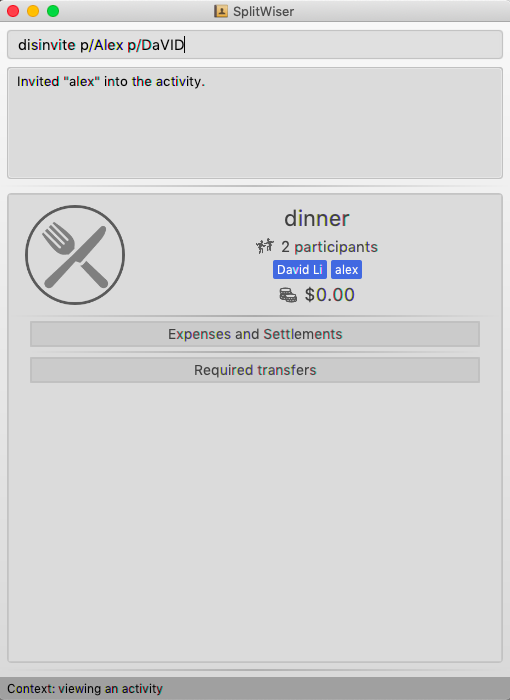 SplitWiser
disinvite p/Alex p/DaVID
Invited "alex" into the activity.
dinner
2 participants
David Li alex
$0.00
Expenses and Settlements
Required transfers
Context: viewing an activity